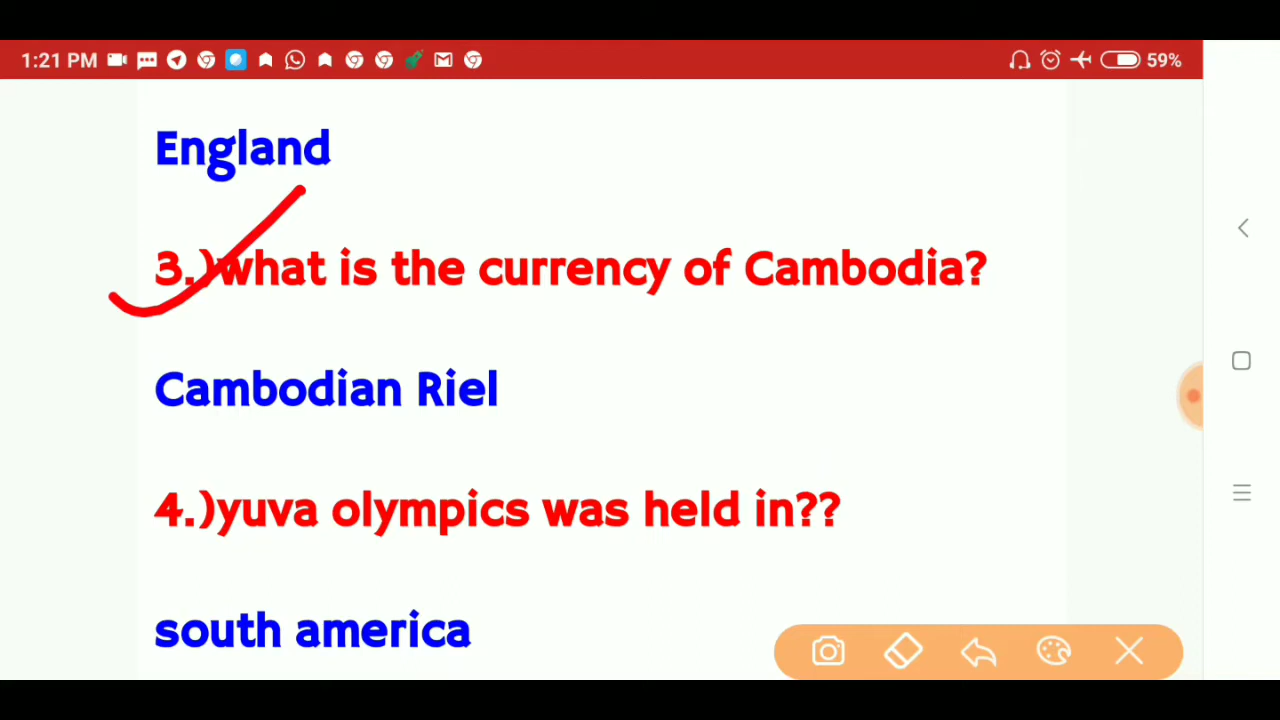 1:21 PM 59%
England
3.)what is the currency of Cambodia?
Cambodian Riel
4.)yuva olympics was held in??
south america